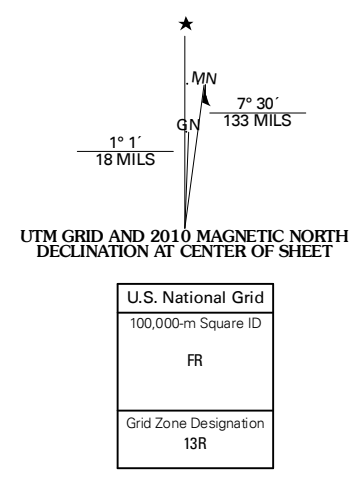 MN
7° 30´
133 MILS
GN
1° 1´
18 MILS
UTM GRID AND 2010 MAGNETIC NORTH
DECLINATION AT CENTER OF SHEET
U.S. National Grid
100,000-m Square ID
FR
Grid Zone Designation
13R